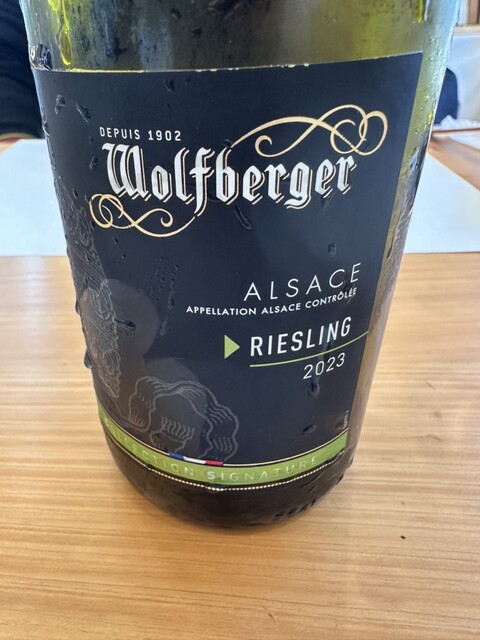 DEPUIS 1902
Wolfberger
ALSACE
APPELLATION ALSACE CONTRÔLÉE
RIESLING
2023
SIGNATURE